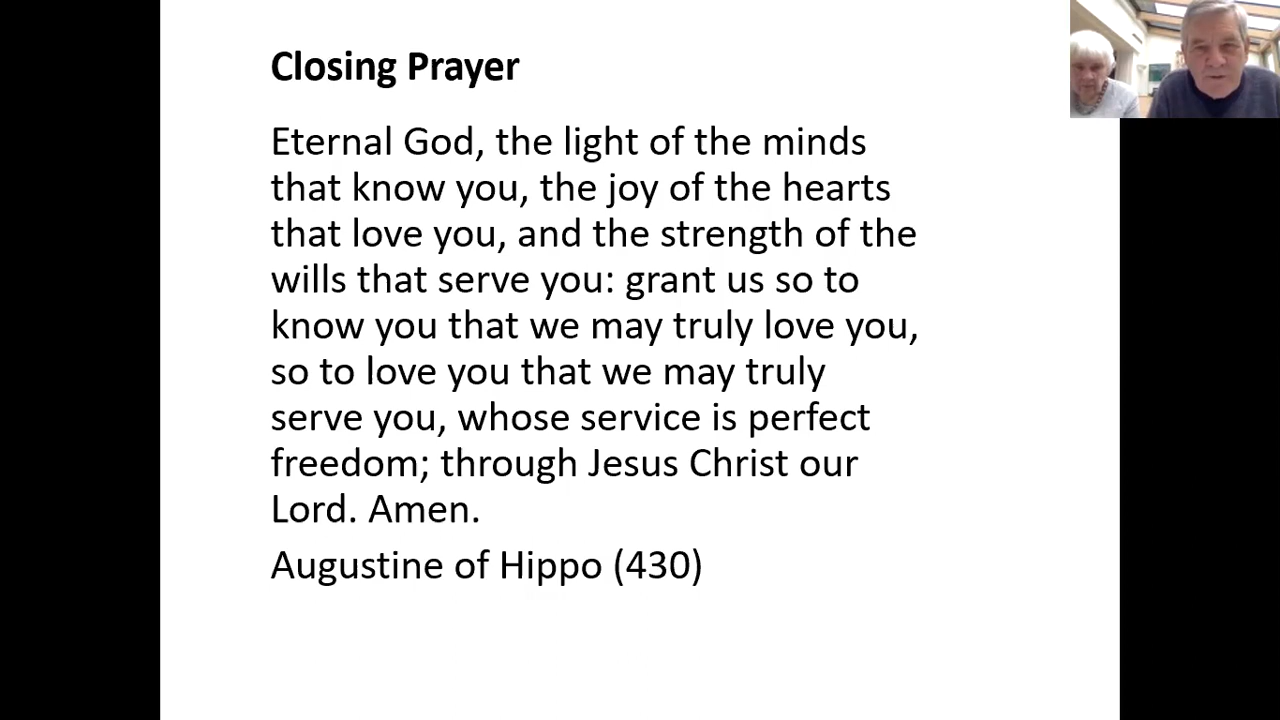 Closing Prayer
Eternal God, the light of the minds
that know you, the joy of the hearts
that love you, and the strength of the
wills that serve you: grant us so to
know you that we may truly love you,
so to love you that we may truly
serve you, whose service is perfect
freedom; through Jesus Christ our
Lord. Amen.
Augustine of Hippo (430)